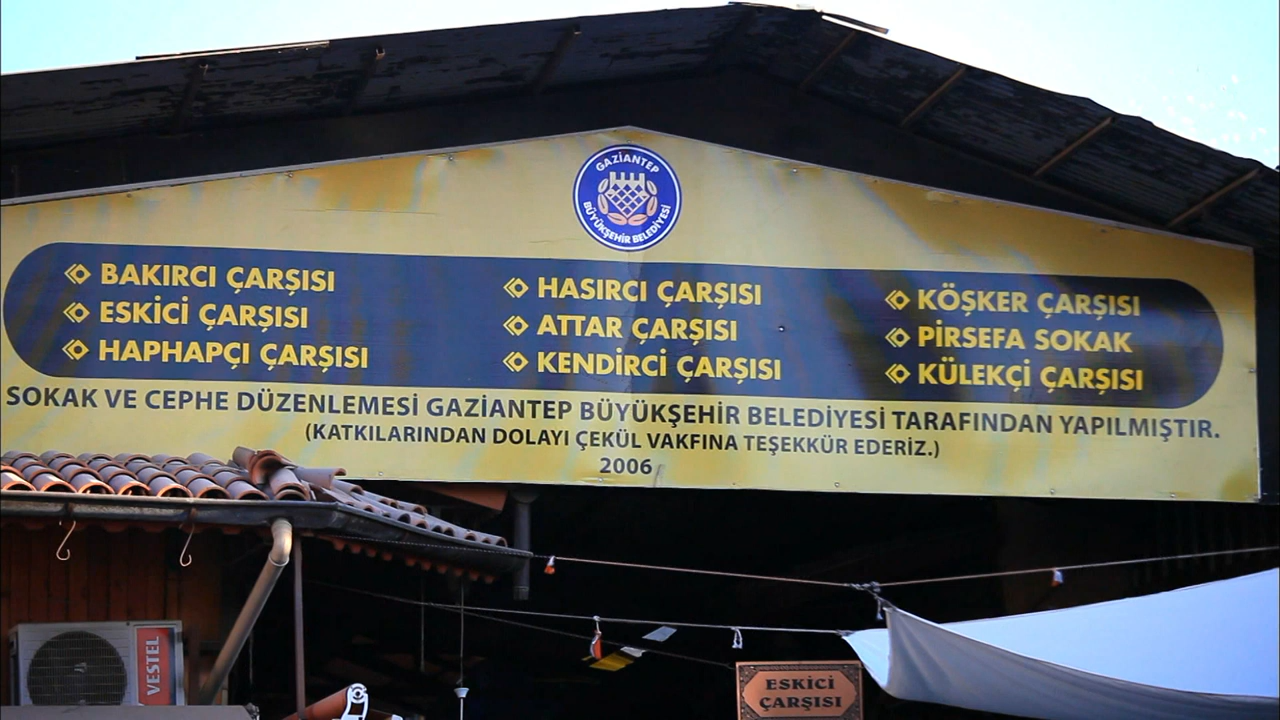 GAZİANTEP
BÜYÜKŞEHİR BELEDİYESİ
BAKIRCI ÇARŞISI
ESKİCİ ÇARŞISI
HAPHAPÇI ÇARŞISI
HASIRCI ÇARŞISI
ATTAR ÇARŞISI
KENDİRCİ ÇARŞISI
KÖŞKER ÇARŞISI
PİRSEFA SOKAK
KÜLEKÇİ ÇARŞISI
SOKAK VE CEPHE DÜZENLEMESİ GAZİANTEP BÜYÜKŞEHİR BELEDİYESİ TARAFINDAN YAPILMIŞTIR.
(KATKILARINDAN DOLAYI ÇEKÜL VAKFINA TEŞEKKÜR EDERİZ.)
2006
VESTEL
ESKİCİ
ÇARŞISI